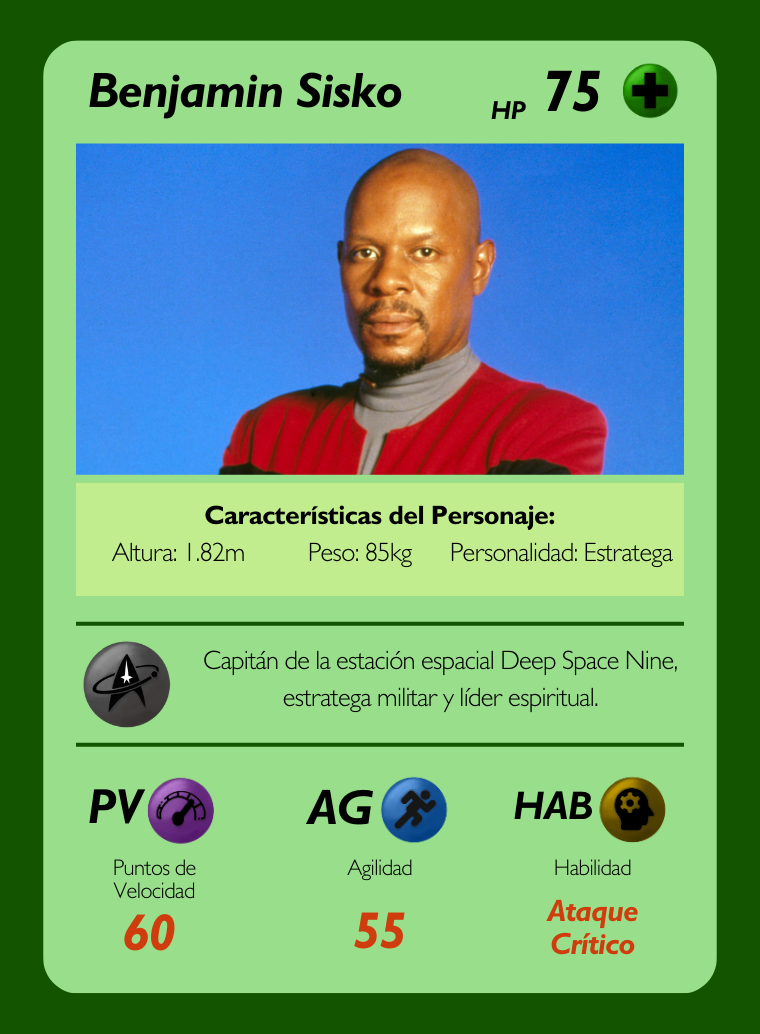 Benjamin Sisko HP 75
Características del Personaje:
Altura: 1.82m Peso: 85kg Personalidad: Estratega
Capitán de la estación espacial Deep Space Nine,
estratega militar y líder espiritual.
PV AG HAB
Puntos de
Velocidad
Agilidad
Habilidad
60
55
Ataque
Crítico